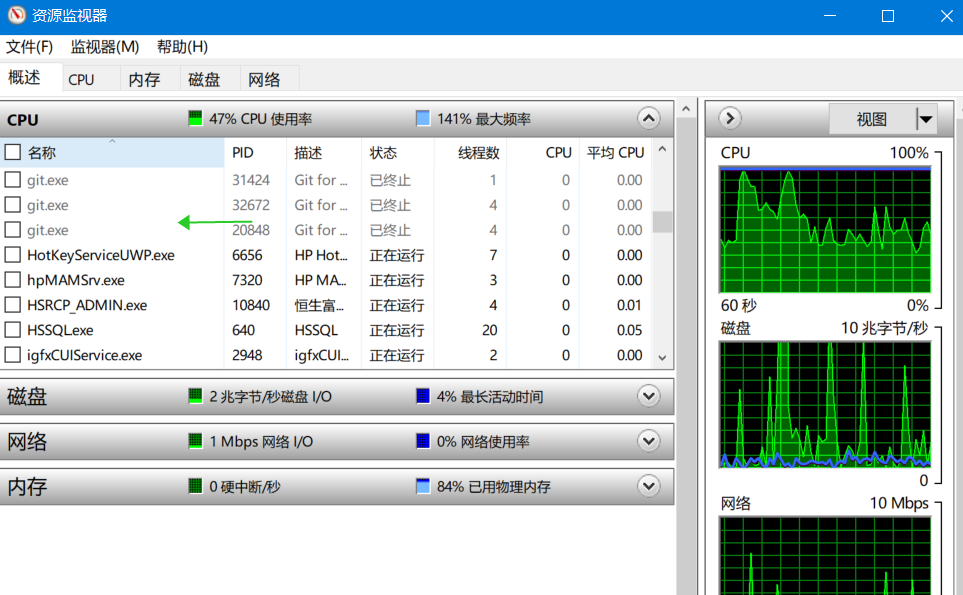 资源监视器
文件(F) 监视器(M) 帮助(H)
概述 CPU 内存 磁盘 网络
CPU 47% CPU 使用率 141% 最大频率
名称 PID 描述 状态 线程数 CPU 平均 CPU
git.exe 31424 Git for ... 已终止 1 0 0.00
git.exe 32672 Git for ... 已终止 4 0 0.00
git.exe 20848 Git for ... 已终止 4 0 0.00
HotKeyServiceUWP.exe 6656 HP Hot... 正在运行 7 0 0.00
hpMAMSrv.exe 7320 HP MA... 正在运行 3 0 0.00
HSRCP_ADMIN.exe 10840 恒生富... 正在运行 4 0 0.01
HSSQL.exe 640 HSSQL 正在运行 20 0 0.05
igfxCUIService.exe 2948 igfxCUI... 正在运行 2 0 0.00
磁盘 2 兆字节/秒磁盘 I/O 4% 最长活动时间
网络 1 Mbps 网络 I/O 0% 网络使用率
内存 0 硬中断/秒 84% 已用物理内存
视图
CPU 100%
60 秒 0%
磁盘 10 兆字节/秒
0
网络 10 Mbps